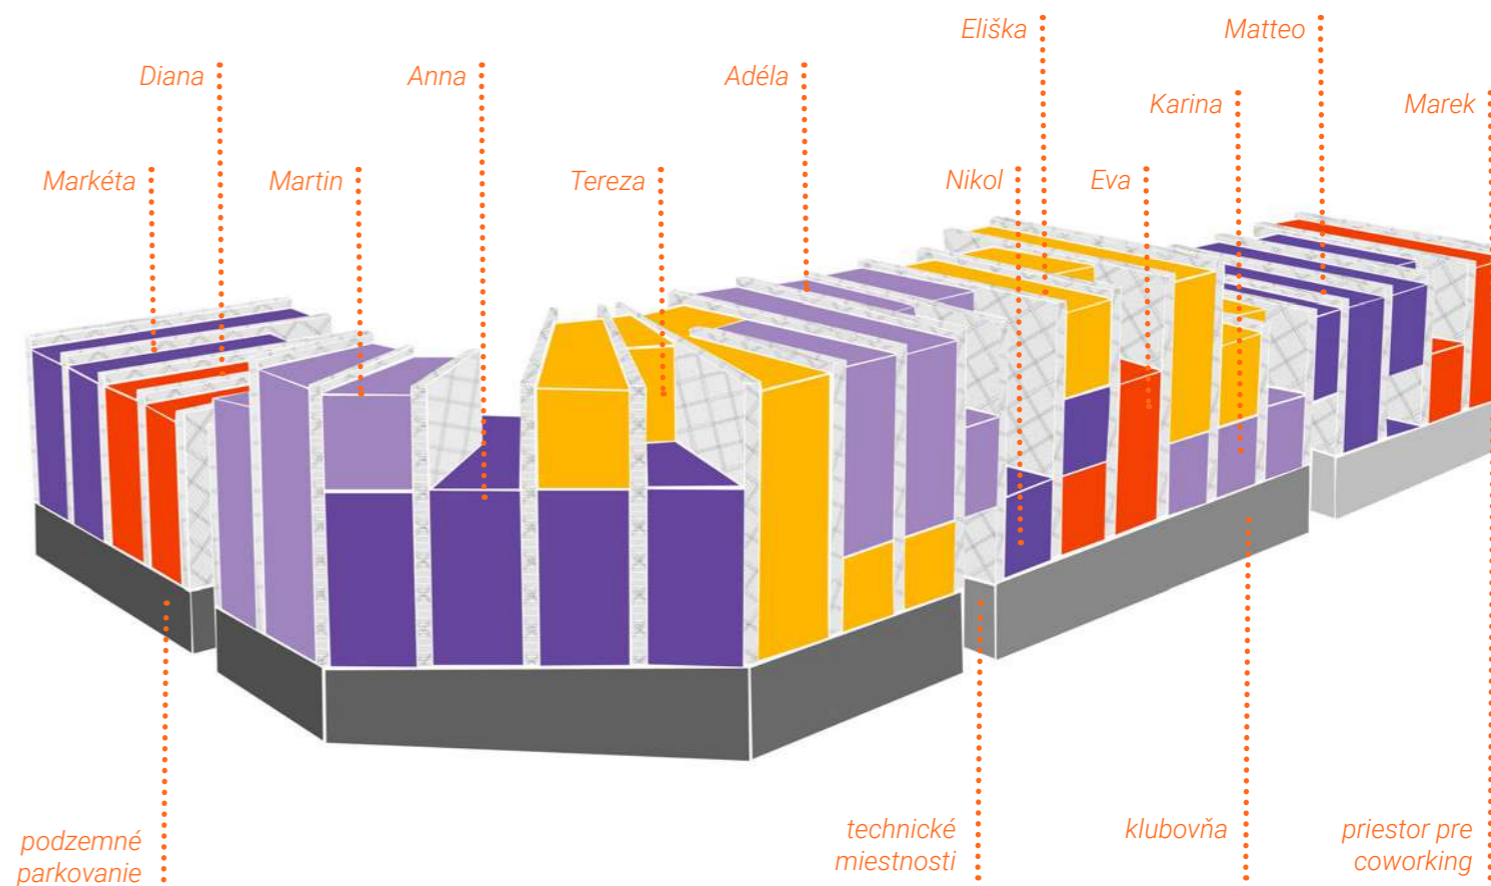 Eliška
Matteo
Diana
Anna
Adéla
Karina
Marek
Markéta
Martin
Tereza
Nikol
Eva
podzemné
parkovanie
technické
miestnosti
klubovňa
priestor pre
coworking